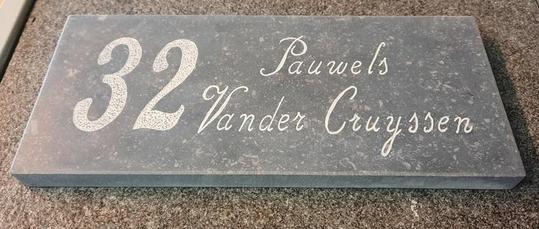 32
Pauwels
Vander Cruyssen